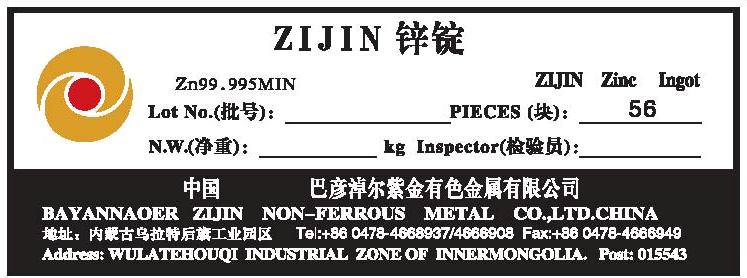 ZIJIN 锌锭
Zn99.995MIN ZIJIN Zinc Ingot
Lot No.(批号): PIECES (块): 56
N.W.(净重): kg Inspector(检验员):
中国 巴彦淖尔紫金有色金属有限公司
BAYANNAOER ZIJIN NON-FERROUS METAL CO.,LTD.CHINA
地址: 内蒙古乌拉特后旗工业园区 Tel:+86 0478-4668937/4666908 Fax:+86 0478-4666949
Address: WULATEHOUQI INDUSTRIAL ZONE OF INNERMONGOLIA. Post: 015543